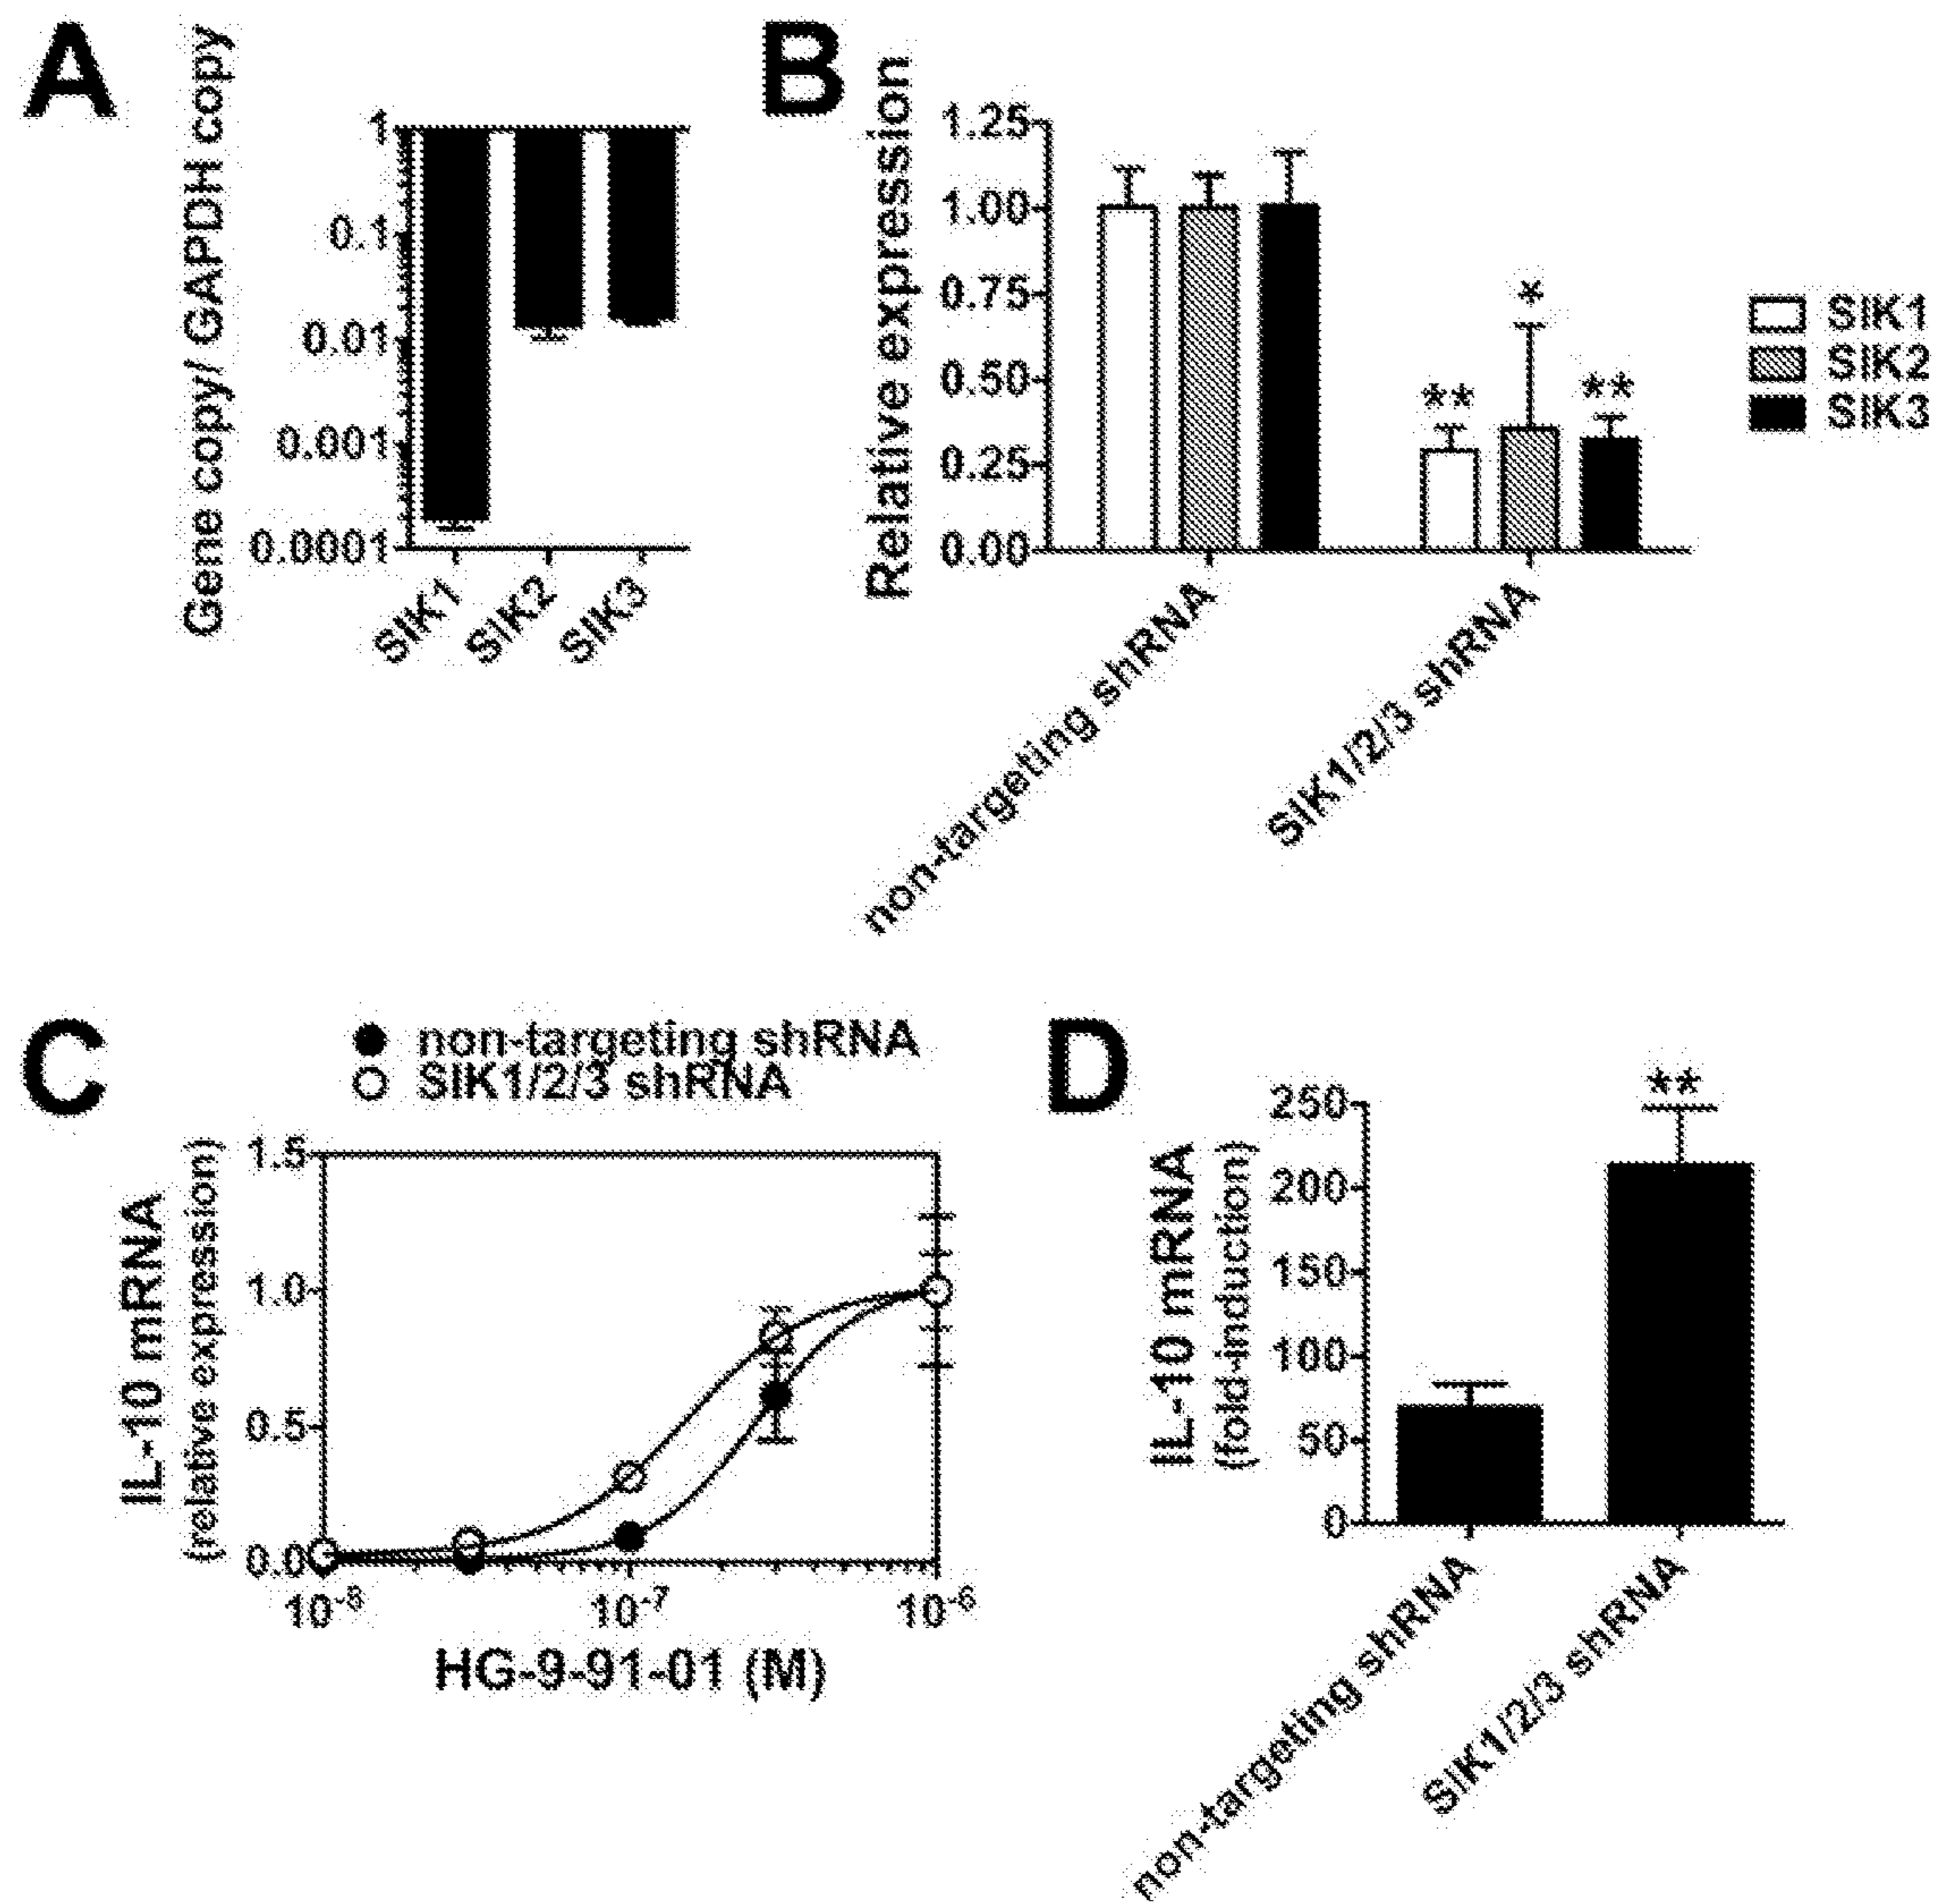 A
Gene copy/ GAPDH copy
1
0.1
0.01
0.001
0.0001
SIK1
SIK2
SIK3
B
Relative expression
1.25
1.00
0.75
0.50
0.25
0.00
*
**
**
non-targeting shRNA
SIK1/2/3 shRNA
SIK1
SIK2
SIK3
C
non-targeting shRNA
SIK1/2/3 shRNA
IL-10 mRNA
(relative expression)
1.5
1.0
0.5
0.0
10⁻⁸
10⁻⁷
10⁻⁶
HG-9-91-01 (M)
D
IL-10 mRNA
(fold-induction)
250
200
150
100
50
0
**
non-targeting shRNA
SIK1/2/3 shRNA